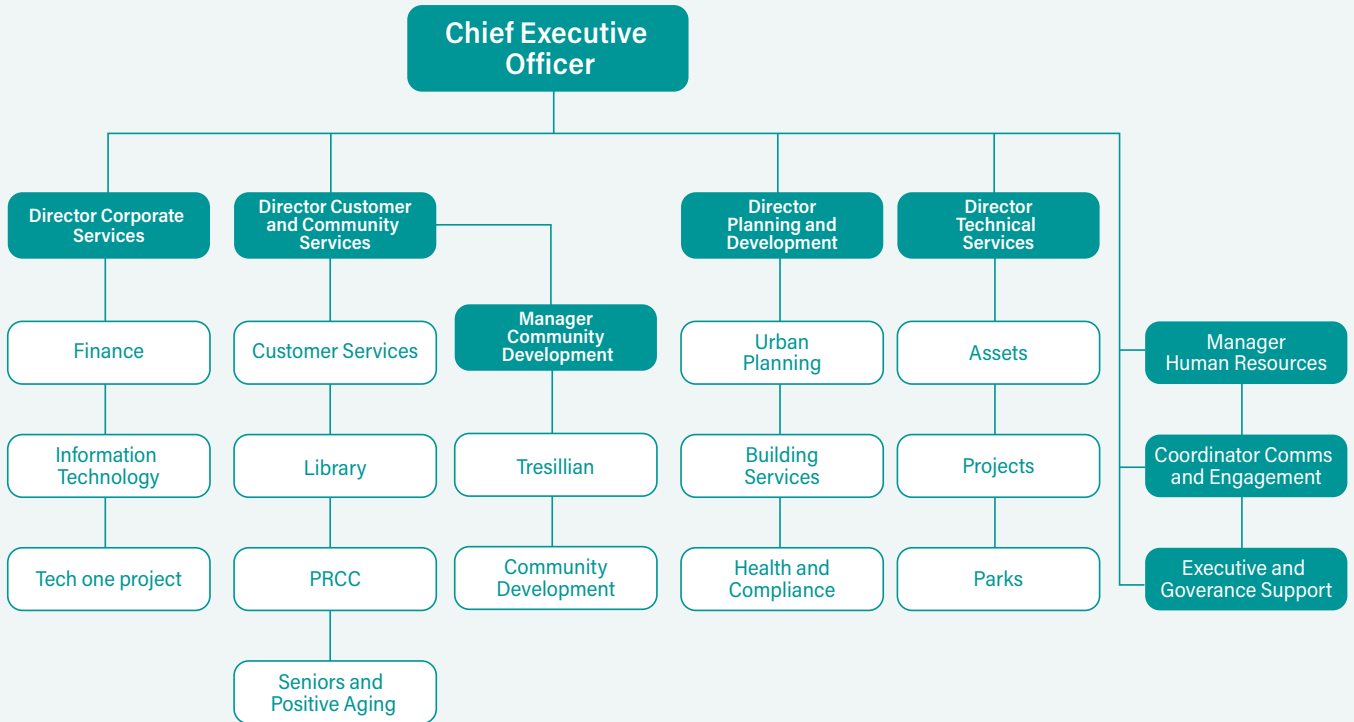 Chief Executive
Officer
Director Corporate
Services
Director Customer
and Community
Services
Director
Planning and
Development
Director
Technical
Services
Finance
Customer Services
Manager
Community
Development
Urban
Planning
Assets
Manager
Human Resources
Information
Technology
Library
Tresillian
Building
Services
Projects
Coordinator Comms
and Engagement
Tech one project
PRCC
Community
Development
Health and
Compliance
Parks
Executive and
Goverance Support
Seniors and
Positive Aging